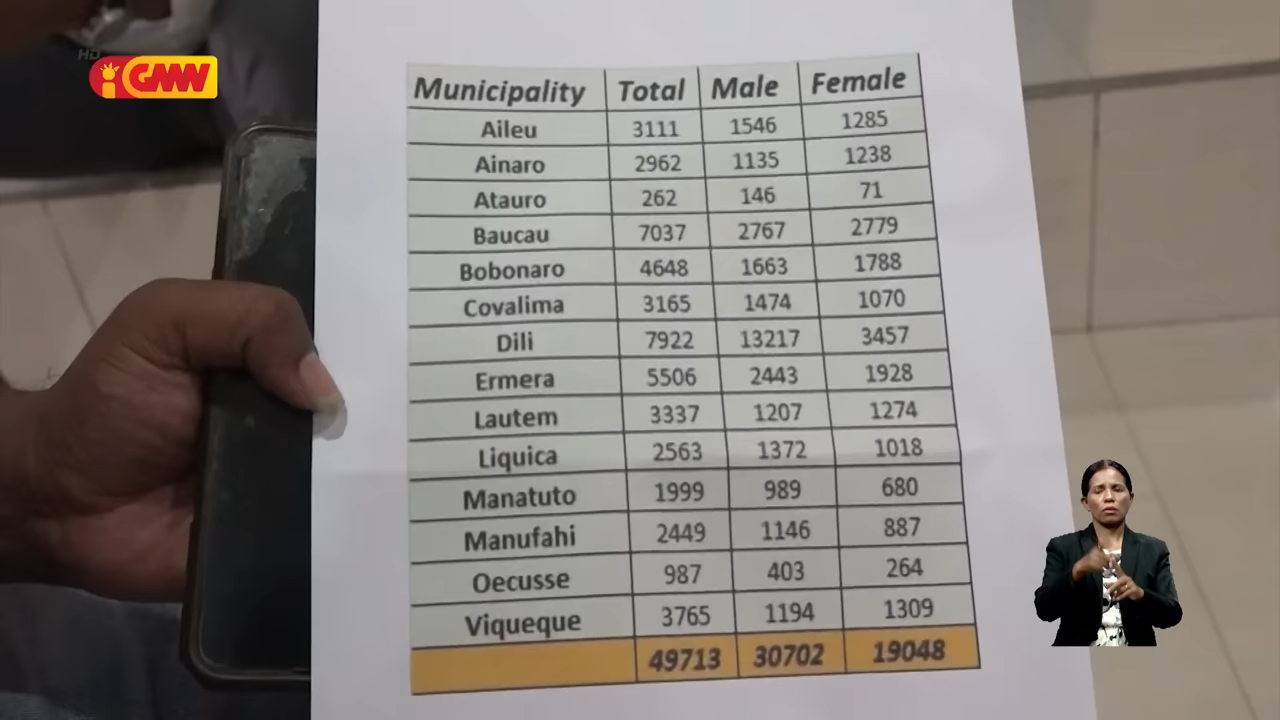 HD
GMN
Municipality Total Male Female
Aileu 3111 1546 1285
Ainaro 2962 1135 1238
Atauro 262 146 71
Baucau 7037 2767 2779
Bobonaro 4648 1663 1788
Covalima 3165 1474 1070
Dili 7922 13217 3457
Ermera 5506 2443 1928
Lautem 3337 1207 1274
Liquica 2563 1372 1018
Manatuto 1999 989 680
Manufahi 2449 1146 887
Oecusse 987 403 264
Viqueque 3765 1194 1309
49713 30702 19048